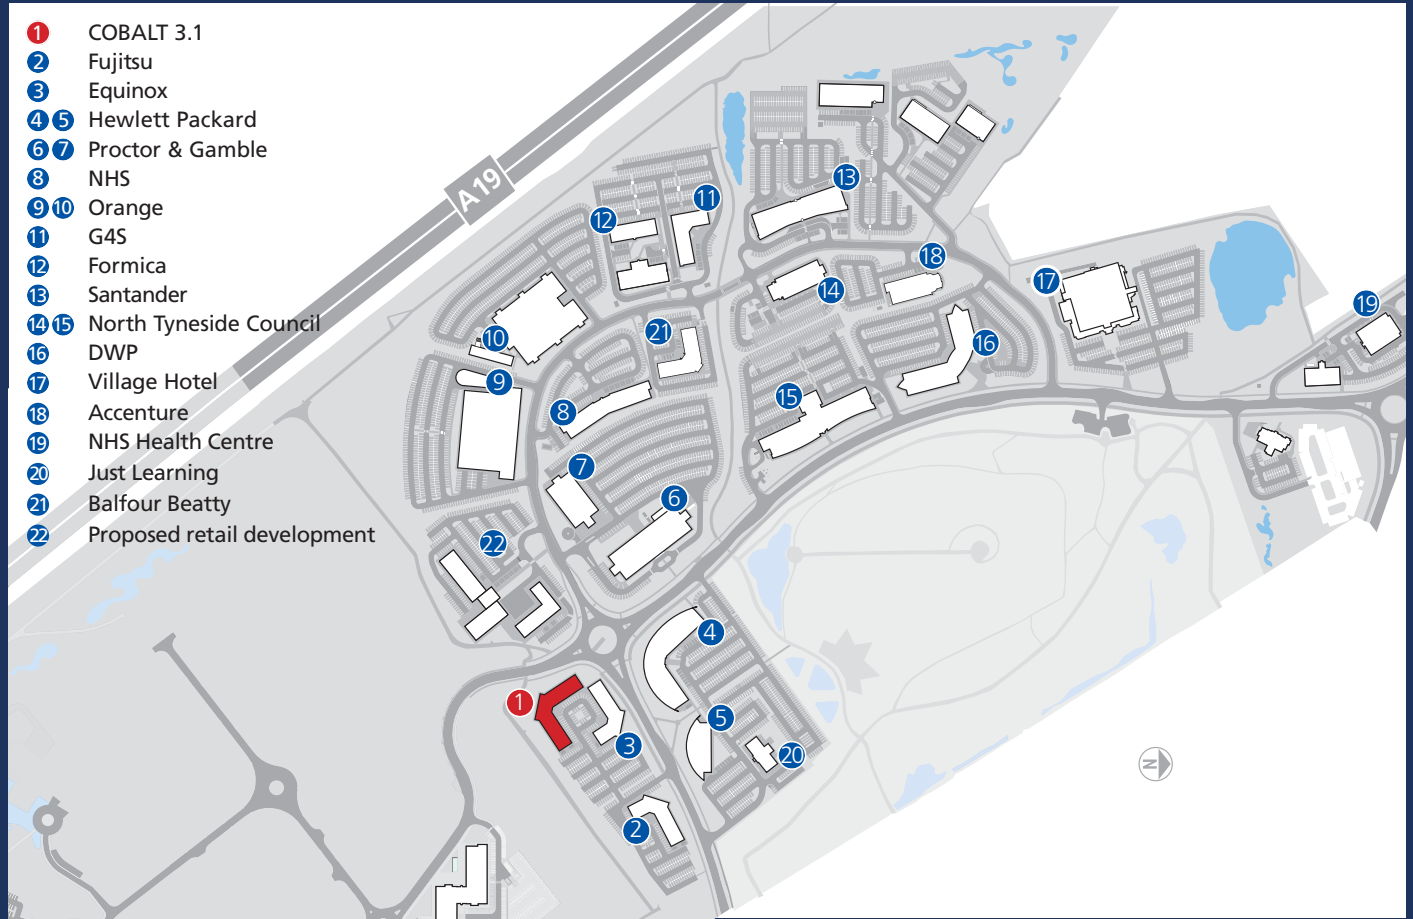 1 COBALT 3.1
2 Fujitsu
3 Equinox
4 5 Hewlett Packard
6 7 Proctor & Gamble
8 NHS
9 10 Orange
11 G4S
12 Formica
13 Santander
14 15 North Tyneside Council
16 DWP
17 Village Hotel
18 Accenture
19 NHS Health Centre
20 Just Learning
21 Balfour Beatty
22 Proposed retail development
A19
13
11
12
18
17
14
19
21
10
16
9
15
8
7
6
22
4
1
5
3
20
N
2